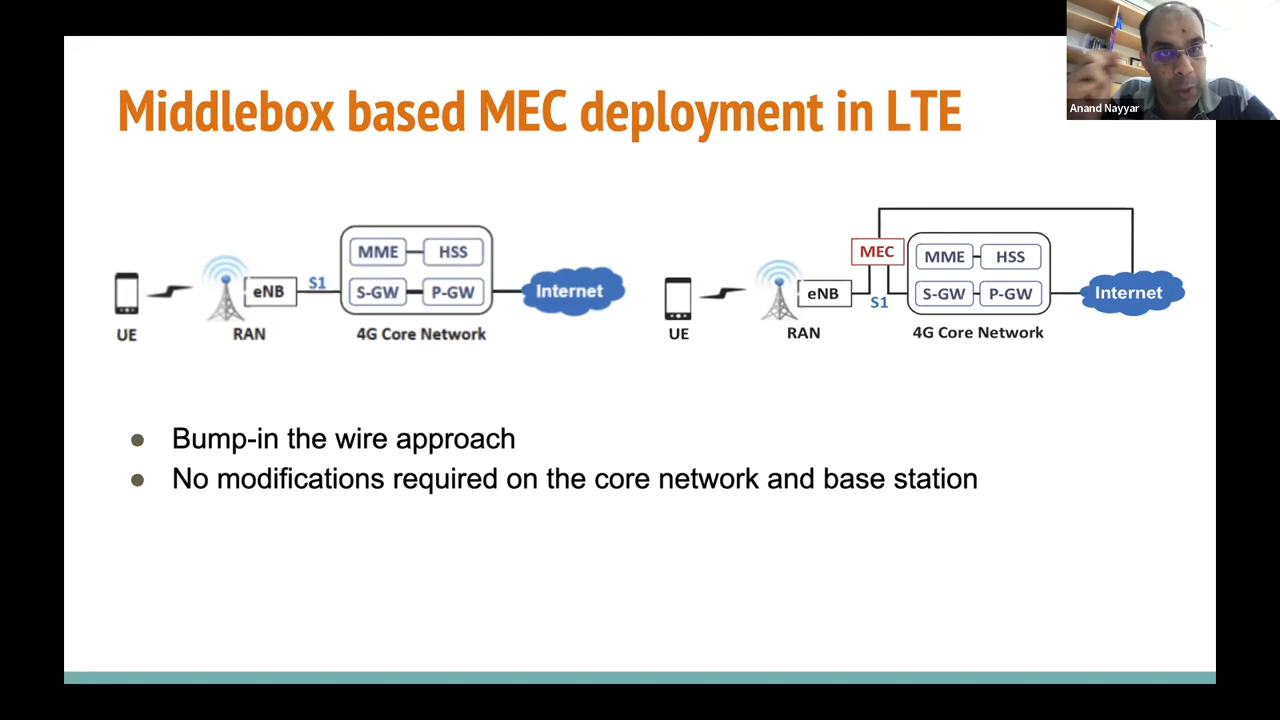 Middlebox based MEC deployment in LTE
Anand Nayyar
MME
HSS
S1
eNB
S-GW
P-GW
Internet
UE
RAN
4G Core Network
MEC
MME
HSS
eNB
S1
S-GW
P-GW
Internet
UE
RAN
4G Core Network
● Bump-in the wire approach
● No modifications required on the core network and base station